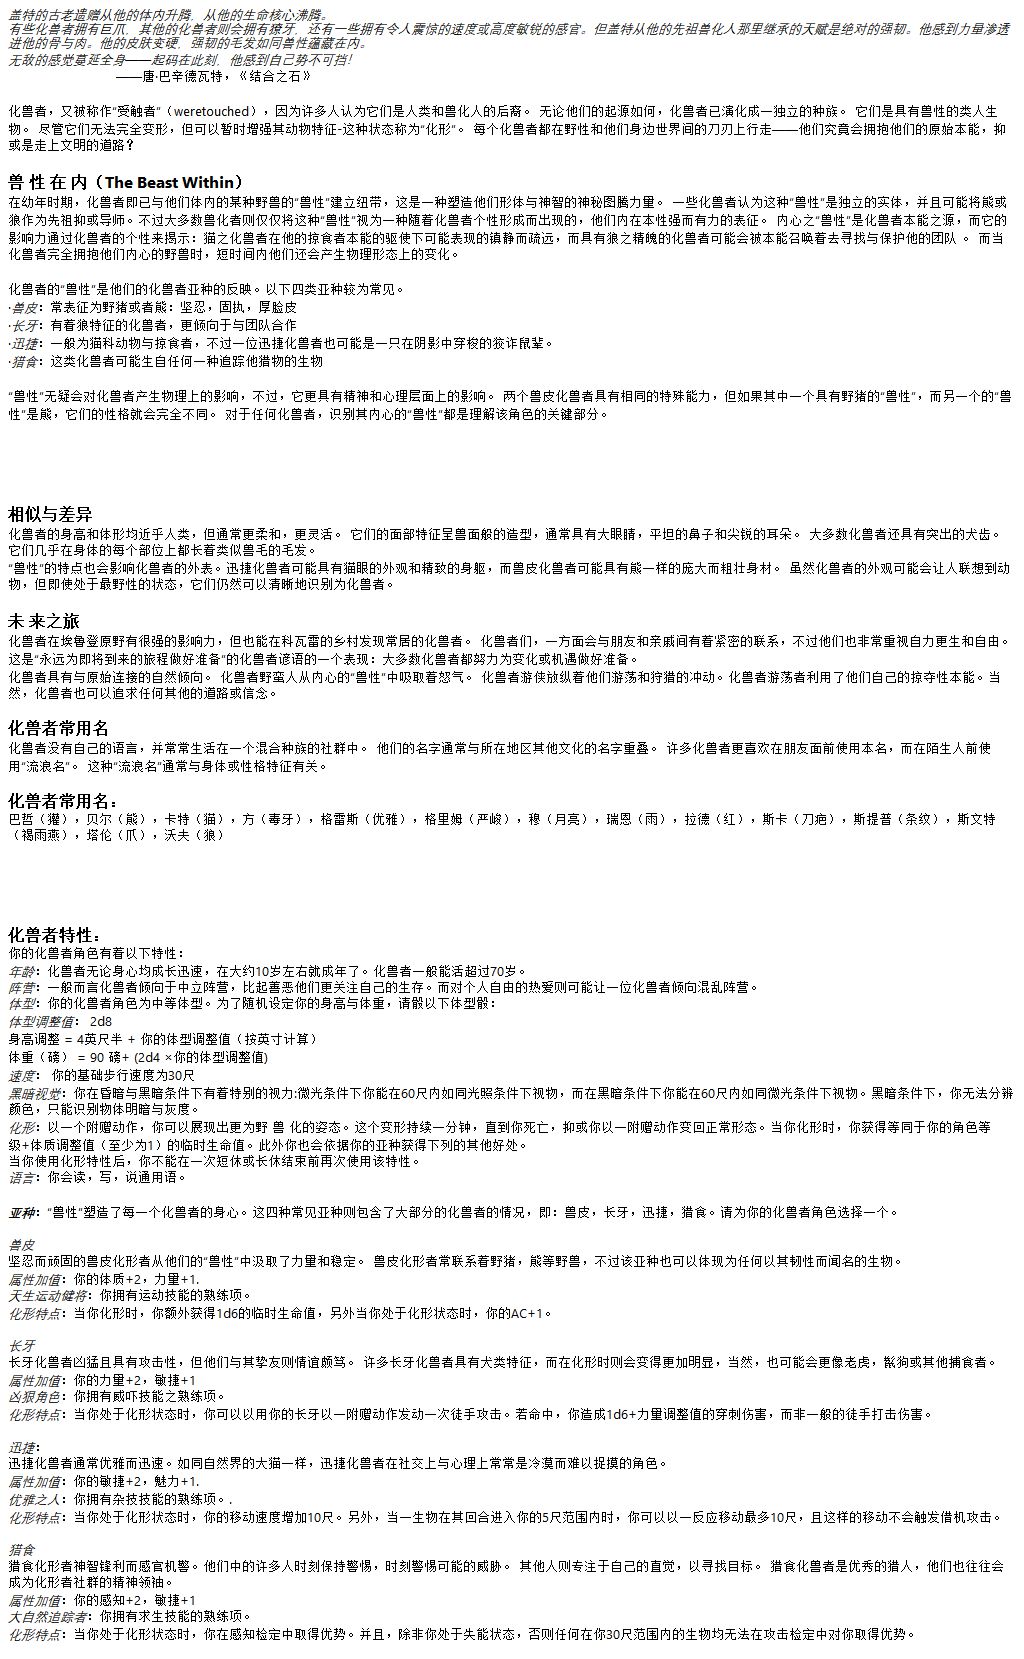 盖特的古老遗赠从他的体内升腾，从他的生命核心沸腾。
有些化兽者拥有巨爪，其他的化兽者则会拥有獠牙，还有一些拥有令人震惊的速度或高度敏锐的感官。但盖特从他的先祖兽化人那里继承的天赋是绝对的强韧。他感到力量渗透
进他的骨与肉。他的皮肤变硬，强韧的毛发如同兽性蕴藏在内。
无敌的感觉蔓延全身——起码在此刻，他感到自己势不可挡！
——唐·巴辛德瓦特，《结合之石》
化兽者，又被称作“受触者”（weretouched），因为许多人认为它们是人类和兽化人的后裔。 无论他们的起源如何，化兽者已演化成一独立的种族。 它们是具有兽性的类人生
物。 尽管它们无法完全变形，但可以暂时增强其动物特征-这种状态称为“化形”。 每个化兽者都在野性和他们身边世界间的刀刃上行走——他们究竟会拥抱他们的原始本能，抑
或是走上文明的道路？
兽 性 在 内（The Beast Within）
在幼年时期，化兽者即已与他们体内的某种野兽的“兽性”建立纽带，这是一种塑造他们形体与神智的神秘图腾力量。 一些化兽者认为这种“兽性”是独立的实体，并且可能将熊或
狼作为先祖抑或导师。不过大多数兽化者则仅仅将这种“兽性”视为一种随着化兽者个性形成而出现的，他们内在本性强而有力的表征。 内心之“兽性”是化兽者本能之源，而它的
影响力通过化兽者的个性来揭示：猫之化兽者在他的掠食者本能的驱使下可能表现的镇静而疏远，而具有狼之精魄的化兽者可能会被本能召唤着去寻找与保护他的团队 。 而当
化兽者完全拥抱他们内心的野兽时，短时间内他们还会产生物理形态上的变化。
化兽者的“兽性”是他们的化兽者亚种的反映。以下四类亚种较为常见。
·兽皮：常表征为野猪或者熊：坚忍，固执，厚脸皮
·长牙：有着狼特征的化兽者，更倾向于与团队合作
·迅捷：一般为猫科动物与掠食者，不过一位迅捷化兽者也可能是一只在阴影中穿梭的狡诈鼠辈。
·猎食：这类化兽者可能生自任何一种追踪他猎物的生物
“兽性”无疑会对化兽者产生物理上的影响，不过，它更具有精神和心理层面上的影响。 两个兽皮化兽者具有相同的特殊能力，但如果其中一个具有野猪的“兽性”，而另一个的“兽
性”是熊，它们的性格就会完全不同。 对于任何化兽者，识别其内心的“兽性”都是理解该角色的关键部分。
相似与差异
化兽者的身高和体形均近乎人类，但通常更柔和，更灵活。 它们的面部特征呈兽面般的造型，通常具有大眼睛，平坦的鼻子和尖锐的耳朵。 大多数化兽者还具有突出的犬齿。
它们几乎在身体的每个部位上都长着类似兽毛的毛发。
“兽性”的特点也会影响化兽者的外表。迅捷化兽者可能具有猫眼的外观和精致的身躯，而兽皮化兽者可能具有熊一样的庞大而粗壮身材。 虽然化兽者的外观可能会让人联想到动
物，但即使处于最野性的状态，它们仍然可以清晰地识别为化兽者。
未 来之旅
化兽者在埃鲁登原野有很强的影响力，但也能在科瓦雷的乡村发现常居的化兽者。 化兽者们，一方面会与朋友和亲戚间有着紧密的联系，不过他们也非常重视自力更生和自由。
这是“永远为即将到来的旅程做好准备”的化兽者谚语的一个表现：大多数化兽者都努力为变化或机遇做好准备。
化兽者具有与原始连接的自然倾向。 化兽者野蛮人从内心的“兽性”中吸取着怒气。 化兽者游侠放纵着他们游荡和狩猎的冲动。化兽者游荡者利用了他们自己的掠夺性本能。当
然，化兽者也可以追求任何其他的道路或信念。
化兽者常用名
化兽者没有自己的语言，并常常生活在一个混合种族的社群中。 他们的名字通常与所在地区其他文化的名字重叠。 许多化兽者更喜欢在朋友面前使用本名，而在陌生人前使
用“流浪名”。 这种“流浪名”通常与身体或性格特征有关。
化兽者常用名：
巴哲（獾），贝尔（熊），卡特（猫），方（毒牙），格雷斯（优雅），格里姆（严峻），穆（月亮），瑞恩（雨），拉德（红），斯卡（刀疤），斯提普（条纹），斯文特
（褐雨燕），塔伦（爪），沃夫（狼）
化兽者特性：
你的化兽者角色有着以下特性：
年龄：化兽者无论身心均成长迅速，在大约10岁左右就成年了。化兽者一般能活超过70岁。
阵营：一般而言化兽者倾向于中立阵营，比起善恶他们更关注自己的生存。而对个人自由的热爱则可能让一位化兽者倾向混乱阵营。
体型：你的化兽者角色为中等体型。为了随机设定你的身高与体重，请骰以下体型骰：
体型调整值： 2d8
身高调整 = 4英尺半 + 你的体型调整值（按英寸计算）
体重（磅） = 90 磅+ (2d4 ×你的体型调整值)
速度： 你的基础步行速度为30尺
黑暗视觉：你在昏暗与黑暗条件下有着特别的视力:微光条件下你能在60尺内如同光照条件下视物，而在黑暗条件下你能在60尺内如同微光条件下视物。黑暗条件下，你无法分辨
颜色，只能识别物体明暗与灰度。
化形：以一个附赠动作，你可以展现出更为野 兽 化的姿态。这个变形持续一分钟，直到你死亡，抑或你以一附赠动作变回正常形态。当你化形时，你获得等同于你的角色等
级+体质调整值（至少为1）的临时生命值。此外你也会依据你的亚种获得下列的其他好处。
当你使用化形特性后，你不能在一次短休或长休结束前再次使用该特性。
语言：你会读，写，说通用语。
亚种：“兽性”塑造了每一个化兽者的身心。这四种常见亚种则包含了大部分的化兽者的情况，即：兽皮，长牙，迅捷，猎食。请为你的化兽者角色选择一个。
兽皮
坚忍而顽固的兽皮化形者从他们的“兽性”中汲取了力量和稳定。 兽皮化形者常联系着野猪，熊等野兽，不过该亚种也可以体现为任何以其韧性而闻名的生物。
属性加值：你的体质+2，力量+1.
天生运动健将：你拥有运动技能的熟练项。
化形特点：当你化形时，你额外获得1d6的临时生命值，另外当你处于化形状态时，你的AC+1。
长牙
长牙化兽者凶猛且具有攻击性，但他们与其挚友则情谊颇笃。 许多长牙化兽者具有犬类特征，而在化形时则会变得更加明显，当然，也可能会更像老虎，鬣狗或其他捕食者。
属性加值：你的力量+2，敏捷+1
凶狠角色：你拥有威吓技能之熟练项。
化形特点：当你处于化形状态时，你可以以用你的长牙以一附赠动作发动一次徒手攻击。若命中，你造成1d6+力量调整值的穿刺伤害，而非一般的徒手打击伤害。
迅捷：
迅捷化兽者通常优雅而迅速。如同自然界的大猫一样，迅捷化兽者在社交上与心理上常常是冷漠而难以捉摸的角色。
属性加值：你的敏捷+2，魅力+1.
优雅之人：你拥有杂技技能的熟练项。.
化形特点：当你处于化形状态时，你的移动速度增加10尺。另外，当一生物在其回合进入你的5尺范围内时，你可以以一反应移动最多10尺，且这样的移动不会触发借机攻击。
猎食
猎食化形者神智锋利而感官机警。他们中的许多人时刻保持警惕，时刻警惕可能的威胁。 其他人则专注于自己的直觉，以寻找目标。 猎食化兽者是优秀的猎人，他们也往往会
成为化形者社群的精神领袖。
属性加值：你的感知+2，敏捷+1
大自然追踪者：你拥有求生技能的熟练项。
化形特点：当你处于化形状态时，你在感知检定中取得优势。并且，除非你处于失能状态，否则任何在你30尺范围内的生物均无法在攻击检定中对你取得优势。